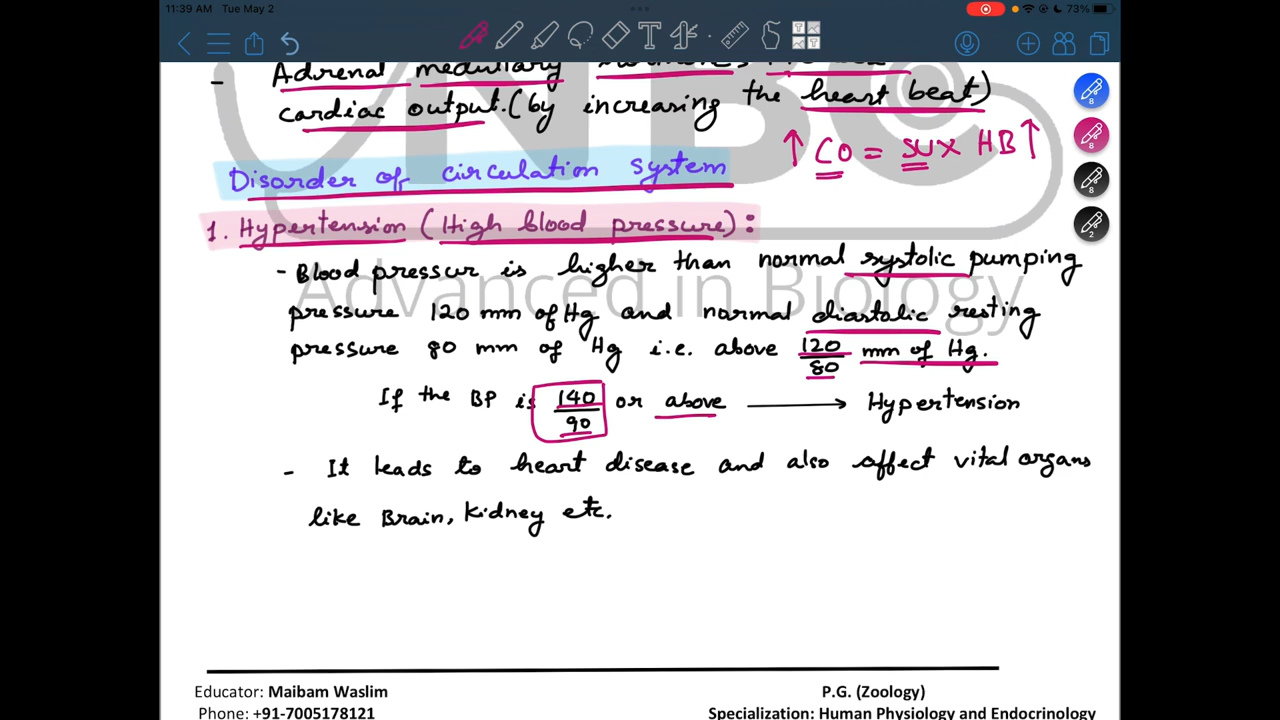 11:39 AM Tue May 2
73%
- Adrenal medullary
cardiac output. (by increasing the heart beat)
↑ CO = SV x HB ↑
Disorder of circulation system
1. Hypertension (High blood pressure):
- Blood pressur is higher than normal systolic pumping
pressure 120 mm of Hg and normal diastolic resting
pressure 80 mm of Hg i.e. above 120/80 mm of Hg.
If the BP is 140/90 or above → Hypertension
- It leads to heart disease and also affect vital organs
like Brain, Kidney etc.
Advanced in Biology
Educator: Maibam Waslim
P.G. (Zoology)
Phone: +91-7005178121
Specialization: Human Physiology and Endocrinology